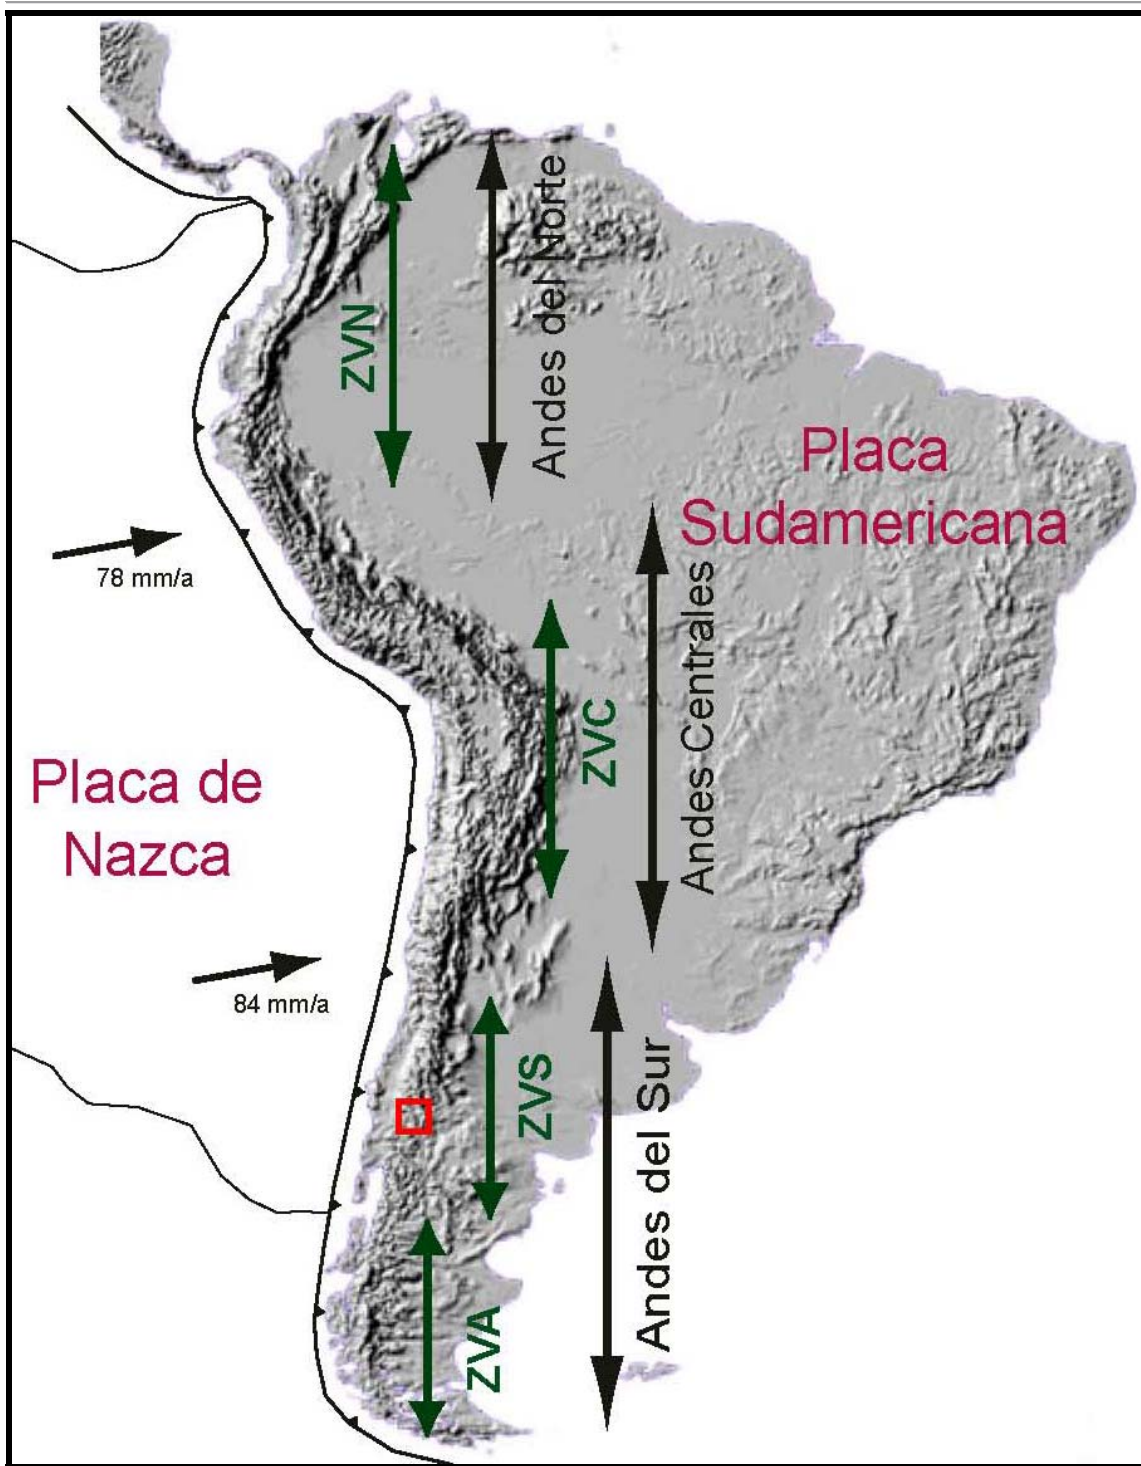 ZVN
Andes del Norte
Placa
Sudamericana
78 mm/a
ZVC
Andes Centrales
Placa de
Nazca
84 mm/a
ZVS
Andes del Sur
ZVA